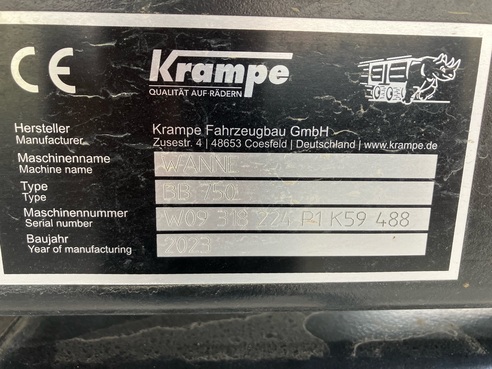 CE
Krampe
QUALITÄT AUF RÄDERN
Hersteller
Manufacturer
Krampe Fahrzeugbau GmbH
Zusestr. 4 | 48653 Coesfeld | Deutschland | www.krampe.de
Maschinenname
Machine name
WANNE
Type
Type
BB 750
Maschinennummer
Serial number
W09 318 224 P1 K59 488
Baujahr
Year of manufacturing
2023